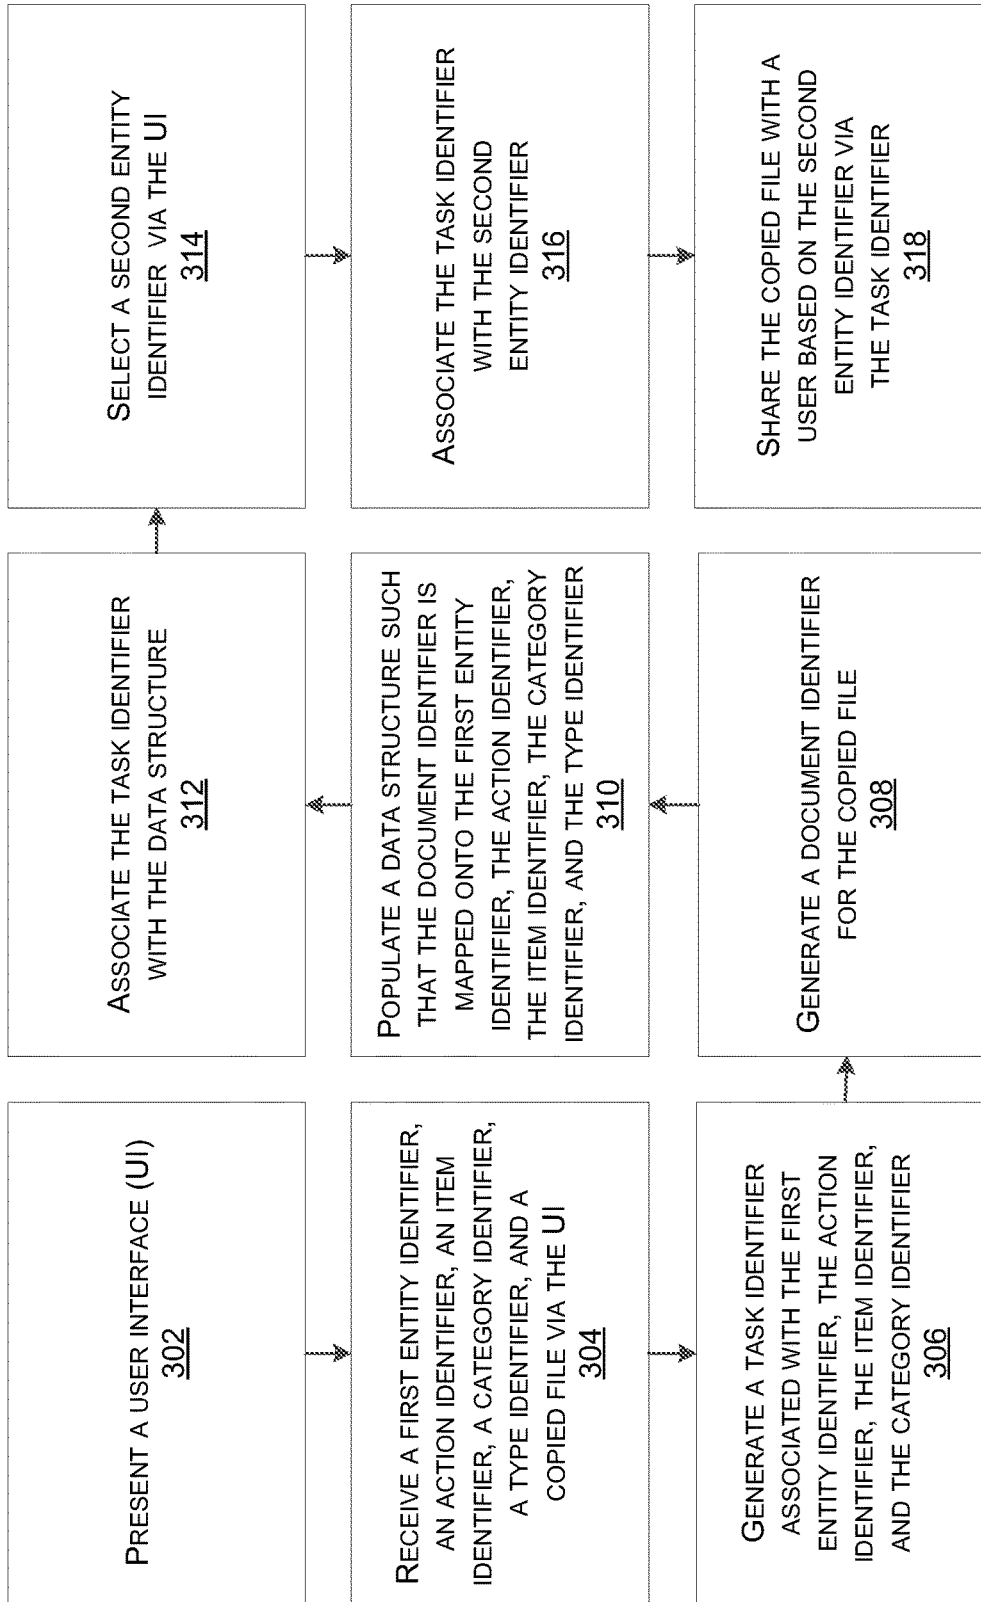 PRESENT A USER INTERFACE (UI)
302
RECEIVE A FIRST ENTITY IDENTIFIER,
AN ACTION IDENTIFIER, AN ITEM
IDENTIFIER, A CATEGORY IDENTIFIER,
A TYPE IDENTIFIER, AND A
COPIED FILE VIA THE UI
304
GENERATE A TASK IDENTIFIER
ASSOCIATED WITH THE FIRST
ENTITY IDENTIFIER, THE ACTION
IDENTIFIER, THE ITEM IDENTIFIER,
AND THE CATEGORY IDENTIFIER
306
GENERATE A DOCUMENT IDENTIFIER
FOR THE COPIED FILE
308
POPULATE A DATA STRUCTURE SUCH
THAT THE DOCUMENT IDENTIFIER IS
MAPPED ONTO THE FIRST ENTITY
IDENTIFIER, THE ACTION IDENTIFIER,
THE ITEM IDENTIFIER, THE CATEGORY
IDENTIFIER, AND THE TYPE IDENTIFIER
310
ASSOCIATE THE TASK IDENTIFIER
WITH THE DATA STRUCTURE
312
SELECT A SECOND ENTITY
IDENTIFIER VIA THE UI
314
ASSOCIATE THE TASK IDENTIFIER
WITH THE SECOND
ENTITY IDENTIFIER
316
SHARE THE COPIED FILE WITH A
USER BASED ON THE SECOND
ENTITY IDENTIFIER VIA
THE TASK IDENTIFIER
318